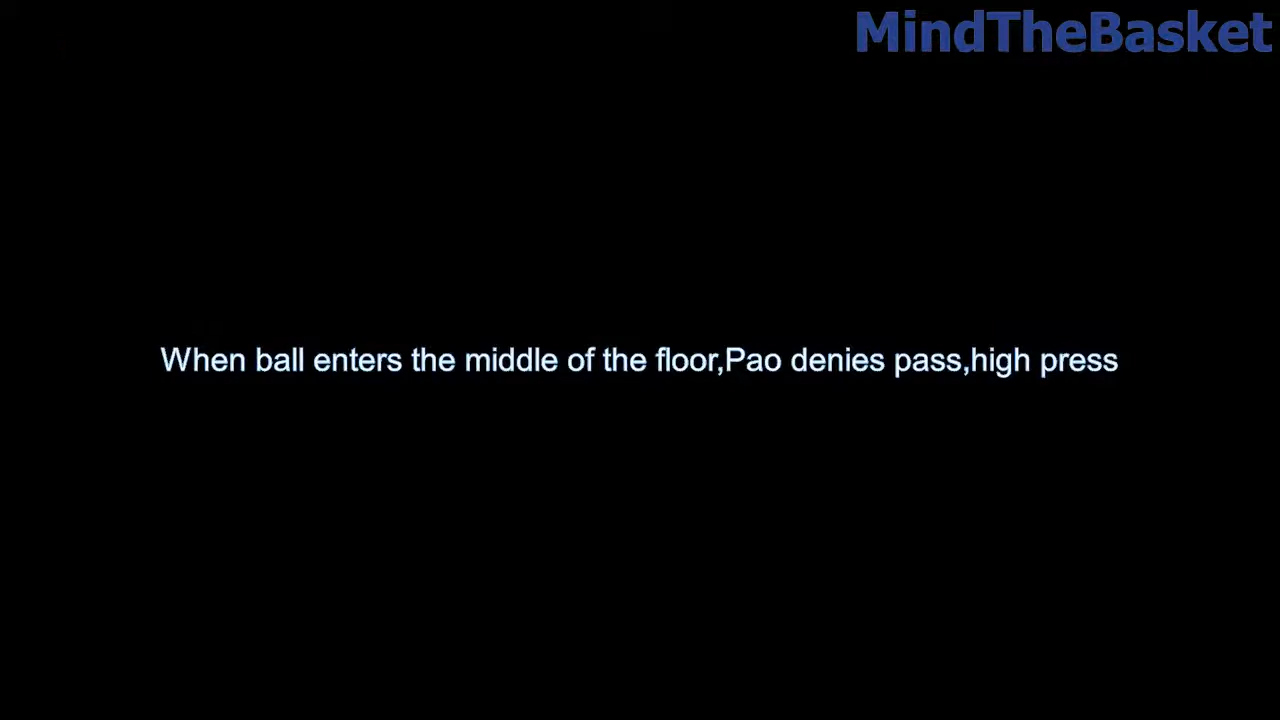 MindTheBasket
When ball enters the middle of the floor,Pao denies pass,high press